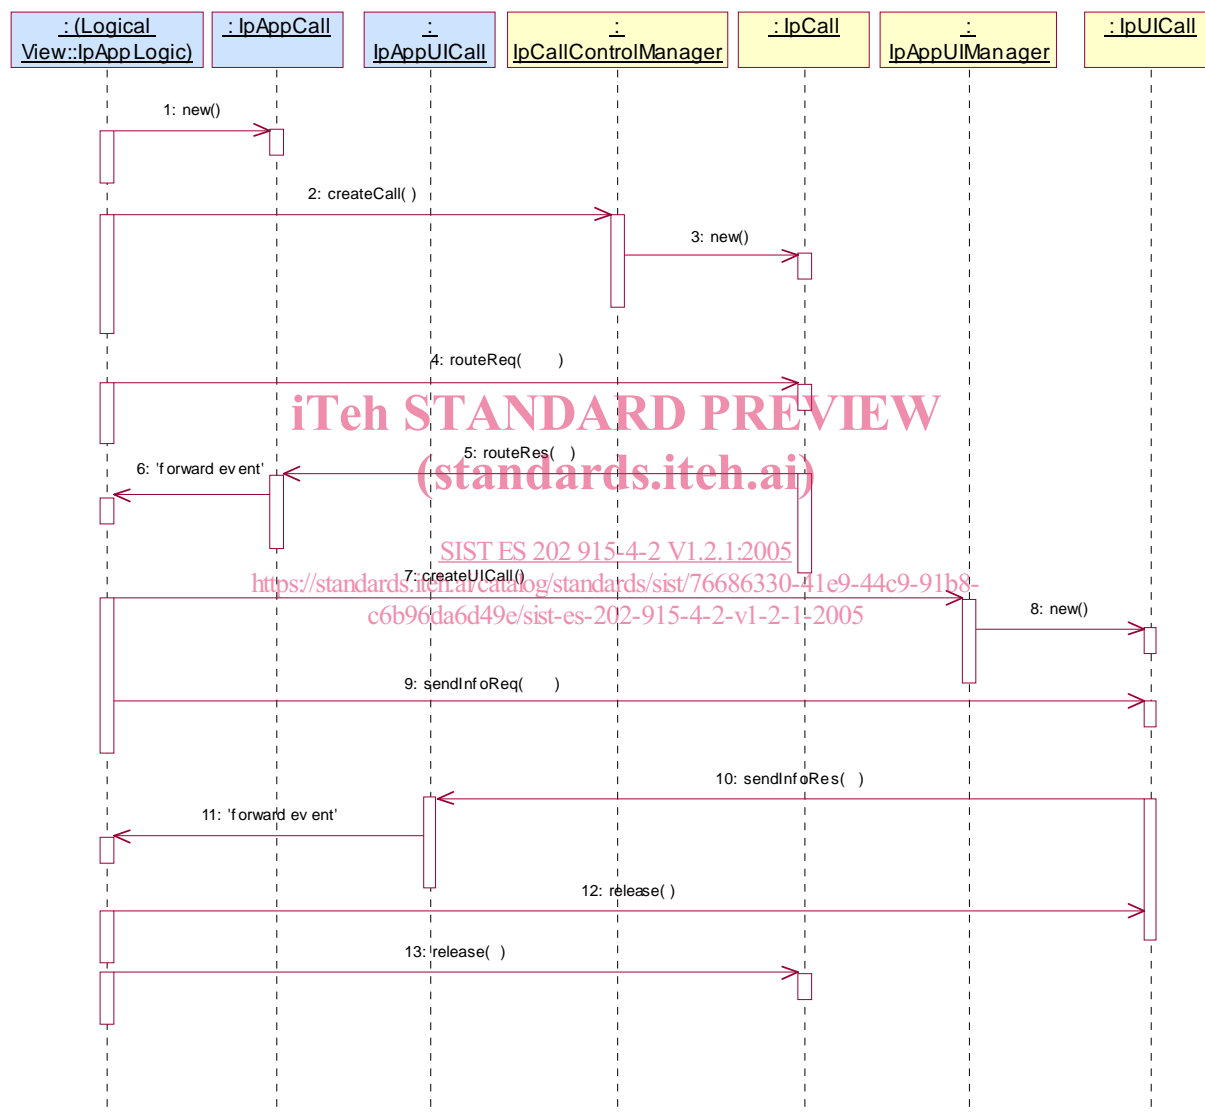 : (Logical
View::IpAppLogic)
: IpAppCall
:
IpAppUICall
:
IpCallControlManager
: IpCall
:
IpAppUIManager
: IpUICall
1: new()
2: createCall( )
3: new()
4: routeReq( )
iTeh STANDARD PREVIEW
5: routeRes( )
6: 'forward event'
(standards.iteh.ai)
SIST ES 202 915-4-2 V1.2.1:2005
7: createUICall()
https://standards.iteh.ai/catalog/standards/sist/76686330-41e9-44c9-91b8-
c6b96da6d49e/sist-es-202-915-4-2-v1-2-1-2005
8: new()
9: sendInfoReq( )
10: sendInfoRes( )
11: 'forward event'
12: release( )
13: release( )